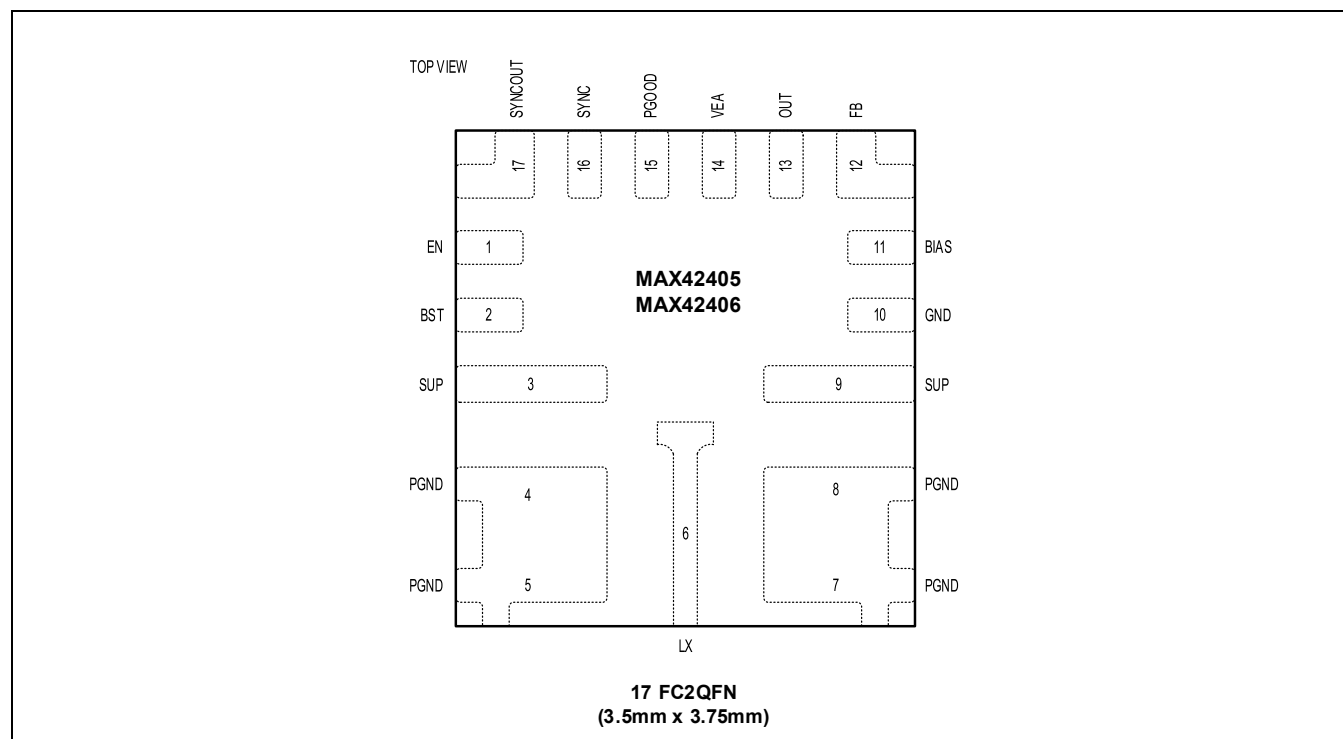 TOP VIEW
SYNCOUT
SYNC
PGOOD
VEA
OUT
FB
17
16
15
14
13
12
EN
1
11
BIAS
MAX42405
MAX42406
BST
2
10
GND
SUP
3
9
SUP
PGND
4
8
PGND
6
PGND
5
7
PGND
LX
17 FC2QFN
(3.5mm x 3.75mm)